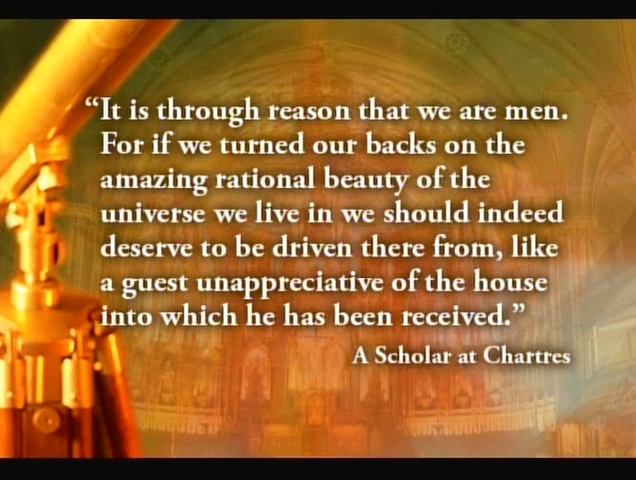 “It is through reason that we are men.
For if we turned our backs on the
amazing rational beauty of the
universe we live in we should indeed
deserve to be driven there from, like
a guest unappreciative of the house
into which he has been received.”
A Scholar at Chartres